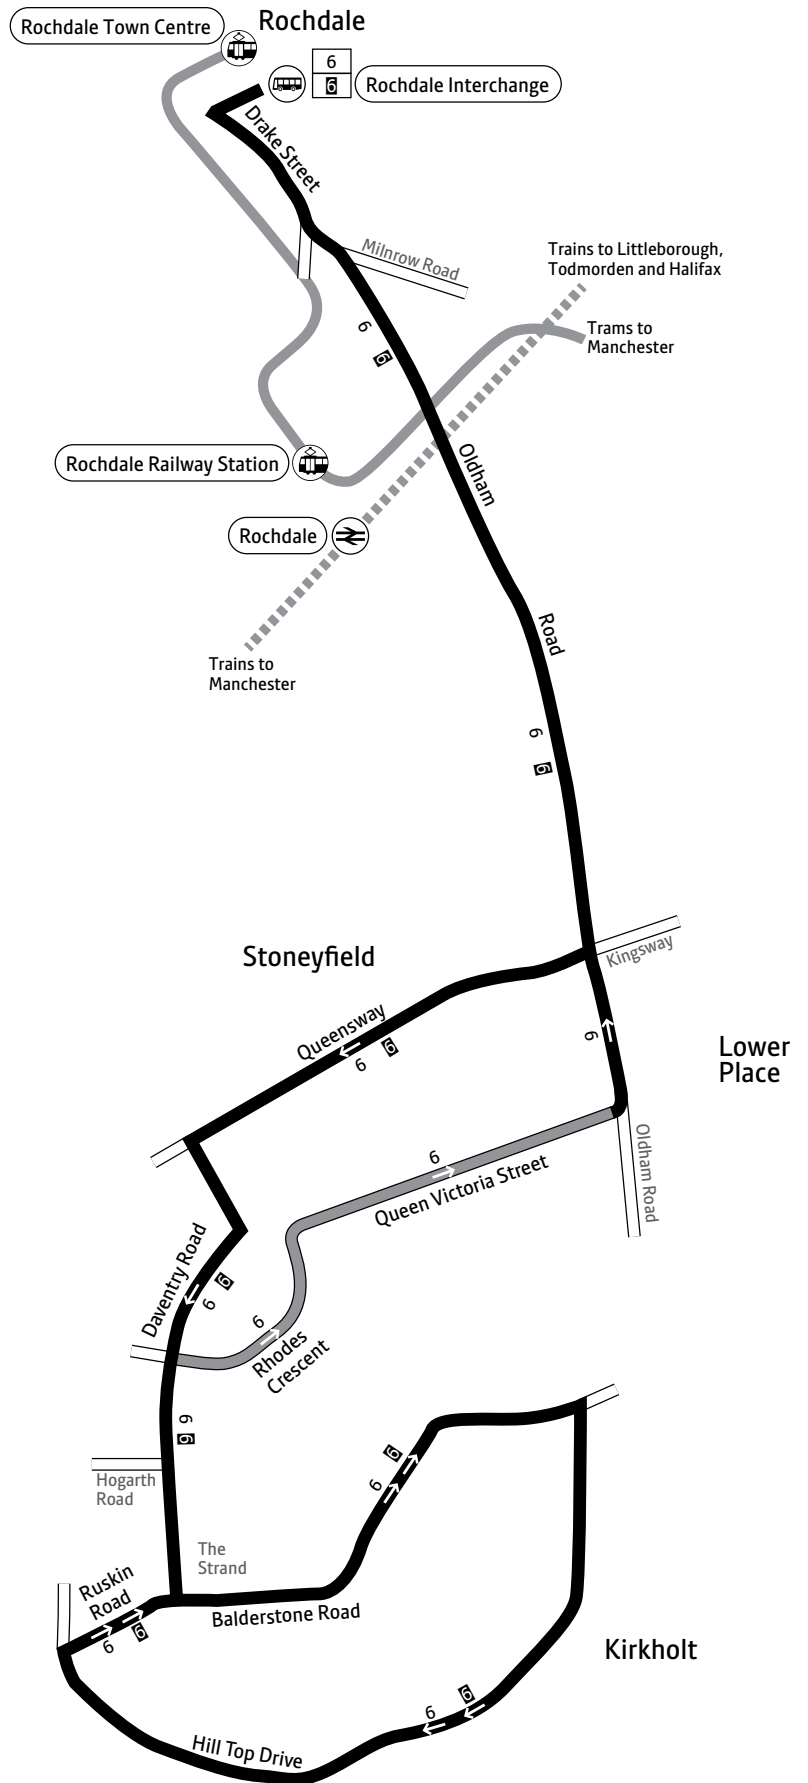 Rochdale Town Centre
Rochdale
6
6
Rochdale Interchange
Drake Street
Milnrow Road
Trains to Littleborough,
Todmorden and Halifax
6
6
Trams to
Manchester
Rochdale Railway Station
Oldham
Rochdale
Road
Trains to
Manchester
6
6
Stoneyfield
Kingsway
Queensway
6
6
6
Lower
Place
6
Queen Victoria Street
Oldham Road
Daventry Road
6
6
6
Rhodes
Crescent
6
6
Hogarth
Road
6
6
The
Strand
Ruskin
Road
6
6
Balderstone Road
Kirkholt
6
6
Hill Top Drive